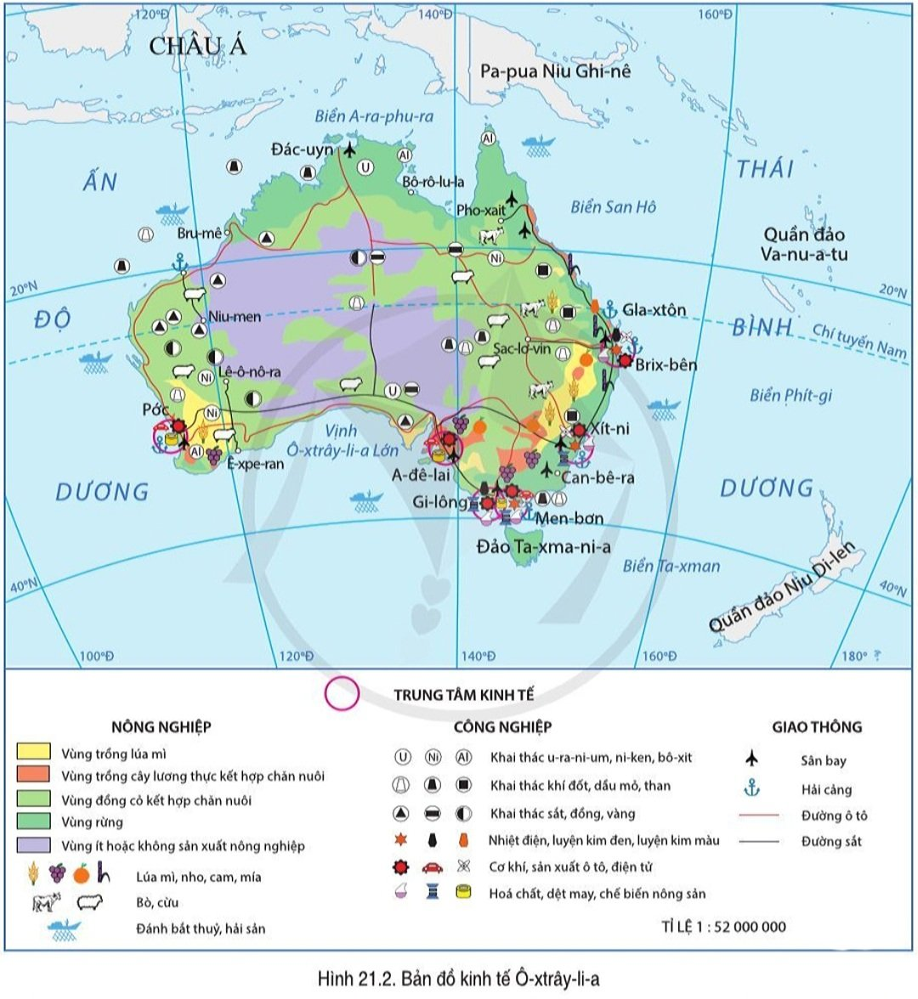 120°Đ
140°Đ
160°Đ
CHÂU Á
Pa-pua Niu Ghi-nê
Biển A-ra-phu-ra
Đác-uyn
Al
Al
U
ẤN
THÁI
Bô-rô-lu-la
Pho-xait
Biển San Hô
Bru-mê
Quần đảo
Va-nu-a-tu
Ni
20°N
20°N
ĐỘ
Niu-men
Gla-xtôn
BÌNH
Chí tuyến Nam
Sac-lơ-vin
Brix-bên
Lê-ô-nô-ra
Ni
U
Biển Phít-gi
Póc
Ni
Vịnh
Ô-xtrây-li-a Lớn
Xít-ni
Al
Ê-xpe-ran
A-đê-lai
Can-bê-ra
DƯƠNG
DƯƠNG
Gi-lông
Men-bơn
Đảo Ta-xma-ni-a
Biển Ta-xman
Quần đảo Niu Di-len
40°N
40°N
100°Đ
120°Đ
140°Đ
160°Đ
180°
TRUNG TÂM KINH TẾ
NÔNG NGHIỆP
CÔNG NGHIỆP
GIAO THÔNG
Vùng trồng lúa mì
Vùng trồng cây lương thực kết hợp chăn nuôi
Vùng đồng cỏ kết hợp chăn nuôi
Vùng rừng
Vùng ít hoặc không sản xuất nông nghiệp
Lúa mì, nho, cam, mía
Bò, cừu
Đánh bắt thuỷ, hải sản
U Ni Al Khai thác u-ra-ni-um, ni-ken, bô-xit
Khai thác khí đốt, dầu mỏ, than
Khai thác sắt, đồng, vàng
Nhiệt điện, luyện kim đen, luyện kim màu
Cơ khí, sản xuất ô tô, điện tử
Hoá chất, dệt may, chế biến nông sản
Sân bay
Hải cảng
Đường ô tô
Đường sắt
TỈ LỆ 1 : 52 000 000
Hình 21.2. Bản đồ kinh tế Ô-xtrây-li-a